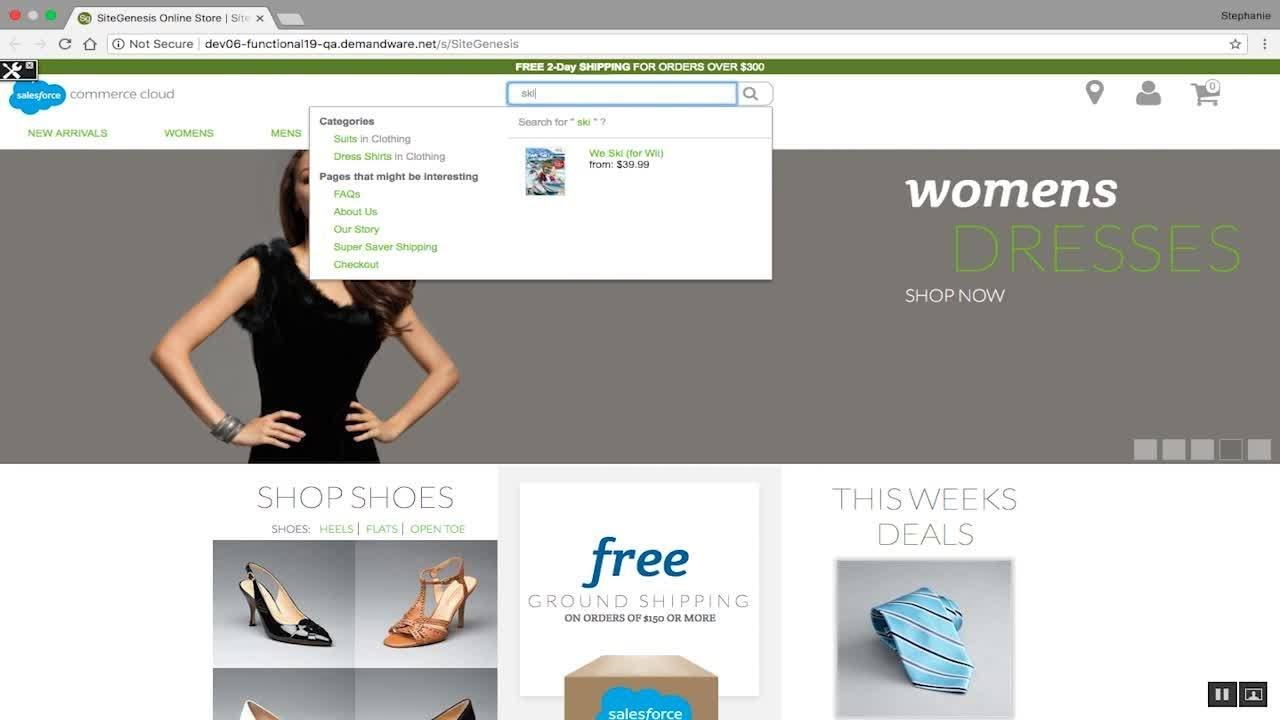 SiteGenesis Online Store | Site
Stephanie
Not Secure | dev06-functional19-qa.demandware.net/s/SiteGenesis
FREE 2-Day SHIPPING FOR ORDERS OVER $300
salesforce commerce cloud
ski
0
NEW ARRIVALS WOMENS MENS
Categories
Suits in Clothing
Dress Shirts in Clothing
Pages that might be interesting
FAQs
About Us
Our Story
Super Saver Shipping
Checkout
Search for " ski " ?
We Ski (for Wii)
from: $39.99
womens
DRESSES
SHOP NOW
SHOP SHOES
SHOES: HEELS | FLATS | OPEN TOE
free
GROUND SHIPPING
ON ORDERS OF $150 OR MORE
salesforce
THIS WEEKS
DEALS